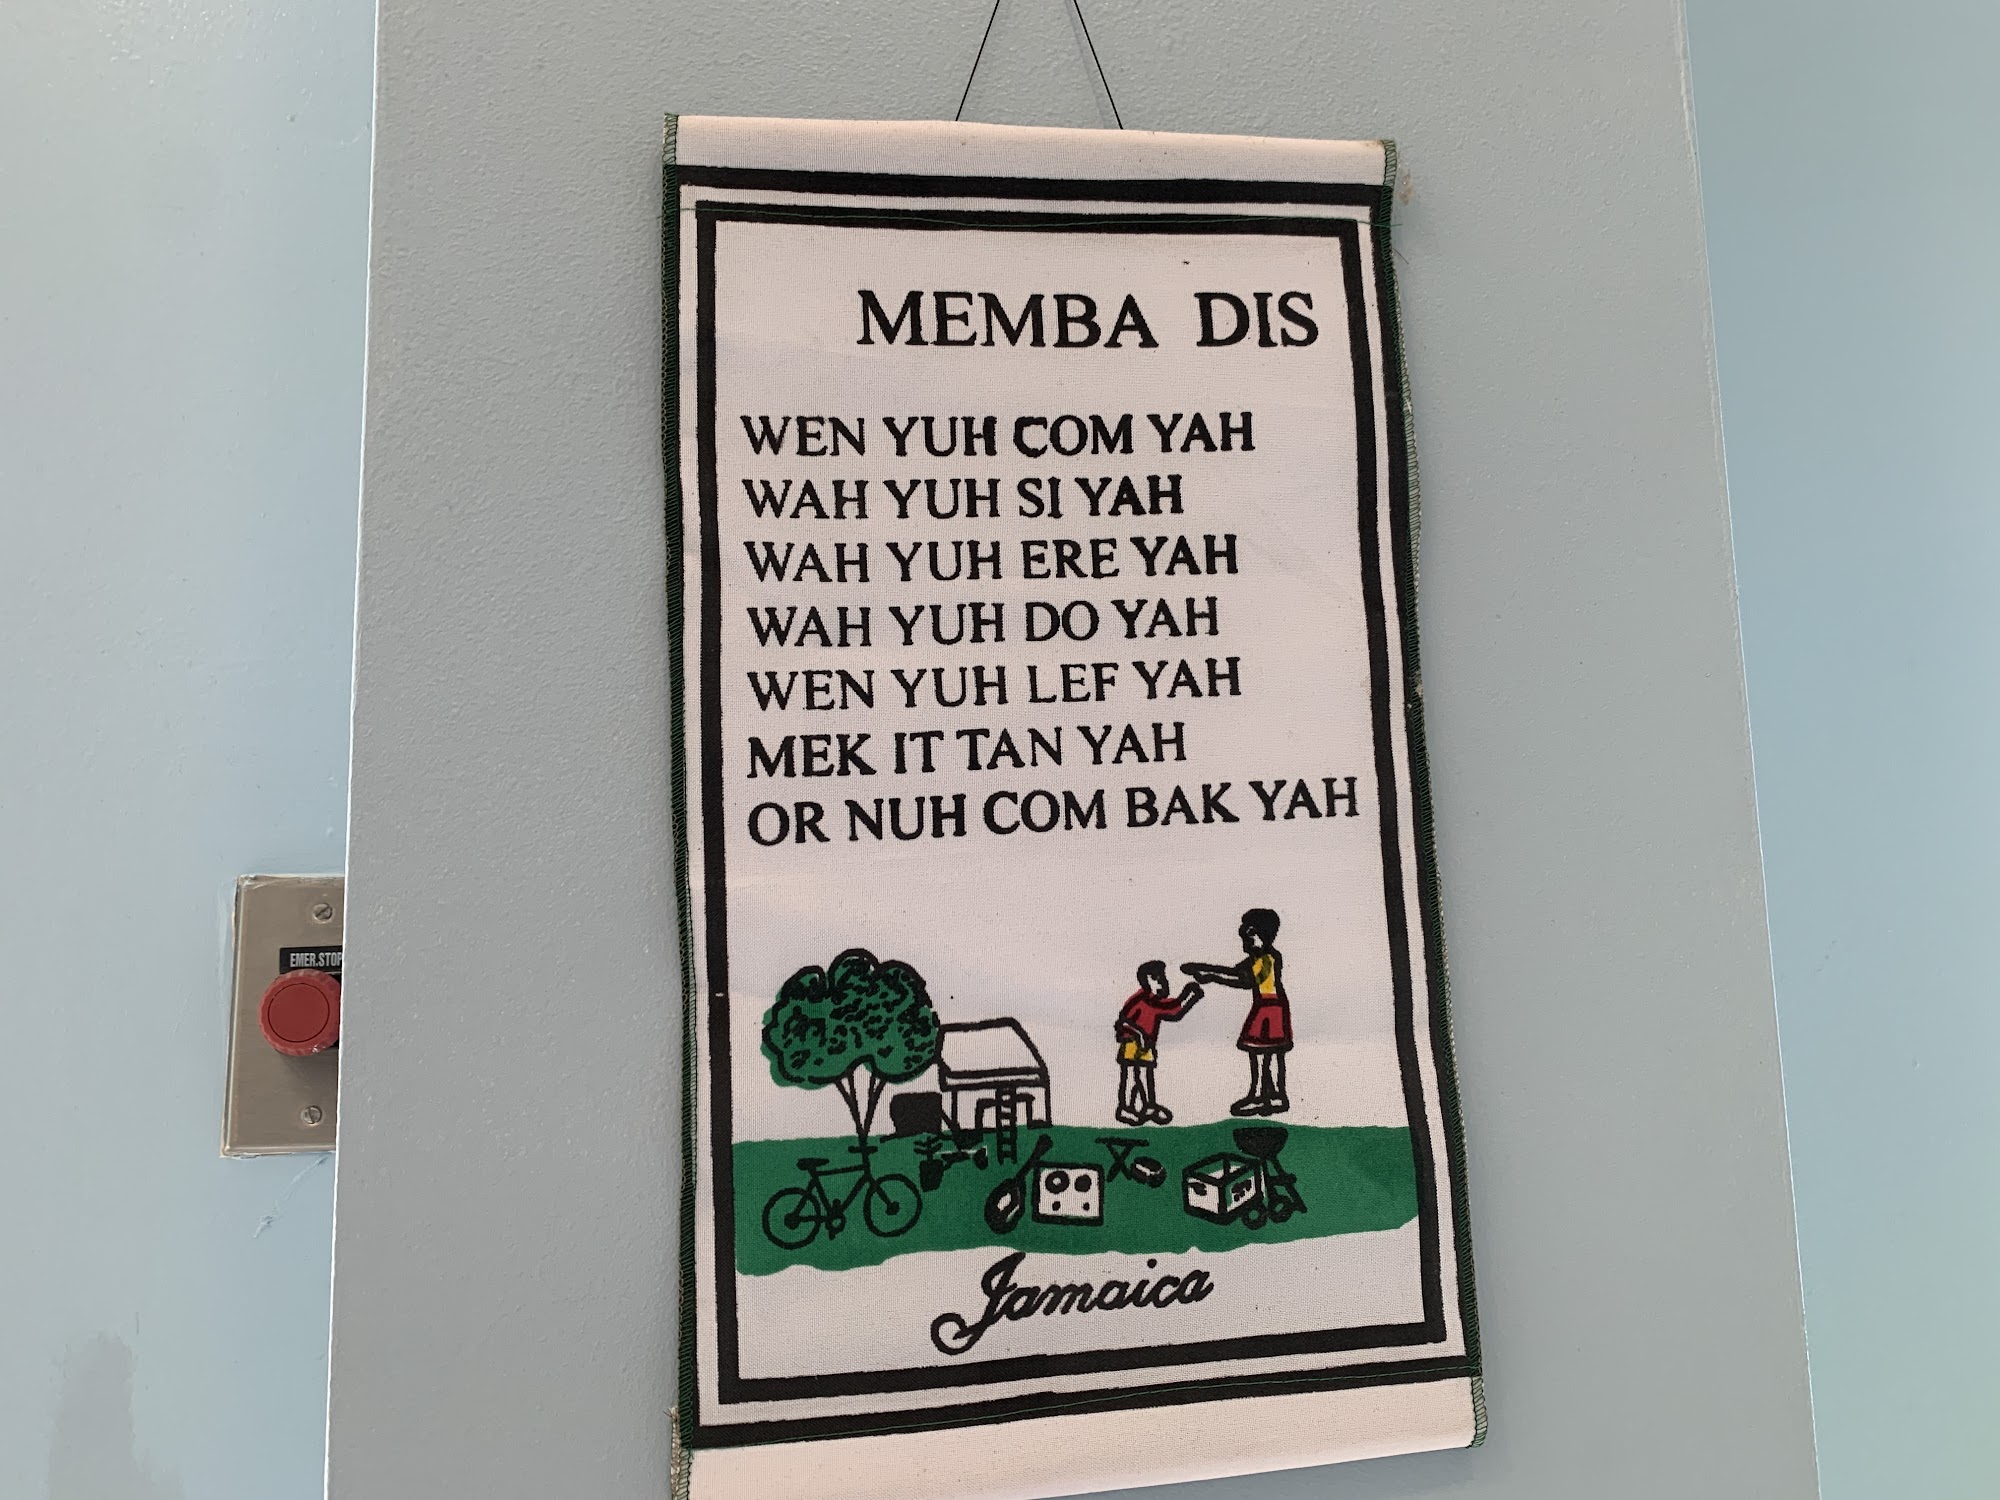 MEMBA DIS
WEN YUH COM YAH
WAH YUH SI YAH
WAH YUH ERE YAH
WAH YUH DO YAH
WEN YUH LEF YAH
MEK IT TAN YAH
OR NUH COM BAK YAH
Jamaica
EMER.STOP